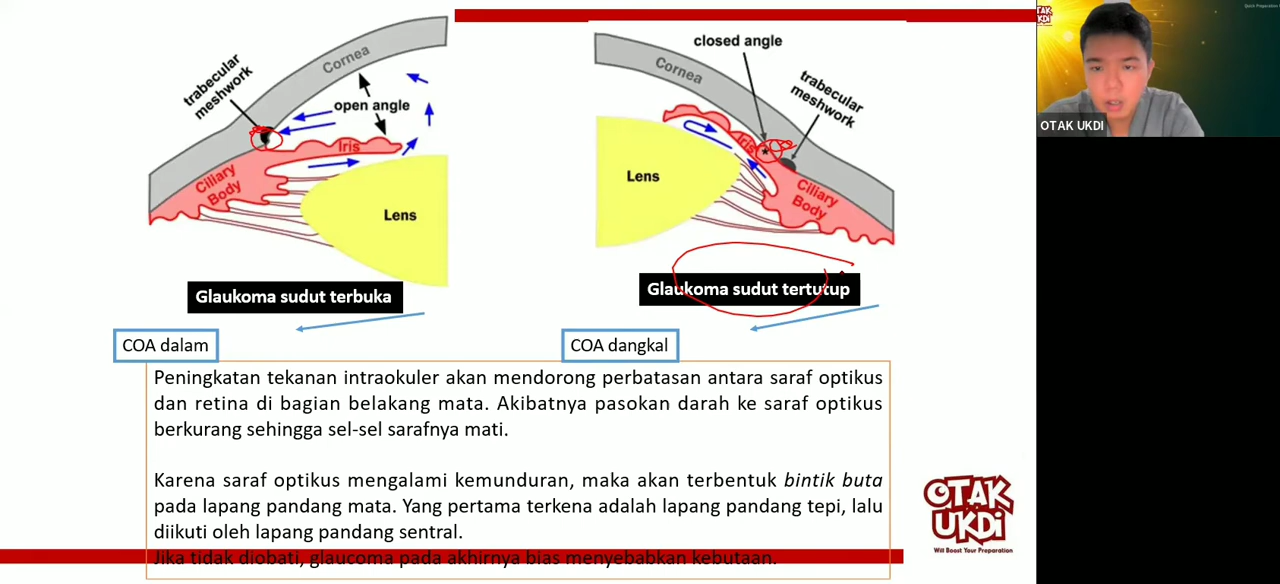 trabecular
meshwork
Cornea
open angle
Iris
Ciliary
Body
Lens
Glaukoma sudut terbuka
COA dalam
closed angle
Cornea
trabecular
meshwork
Iris
Lens
Ciliary
Body
Glaukoma sudut tertutup
COA dangkal
Peningkatan tekanan intraokuler akan mendorong perbatasan antara saraf optikus
dan retina di bagian belakang mata. Akibatnya pasokan darah ke saraf optikus
berkurang sehingga sel-sel sarafnya mati.
Karena saraf optikus mengalami kemunduran, maka akan terbentuk bintik buta
pada lapang pandang mata. Yang pertama terkena adalah lapang pandang tepi, lalu
diikuti oleh lapang pandang sentral.
Jika tidak diobati, glaucoma pada akhirnya bias menyebabkan kebutaan.
OTAK
UKDI
Will Boost Your Preparation
OTAK UKDI